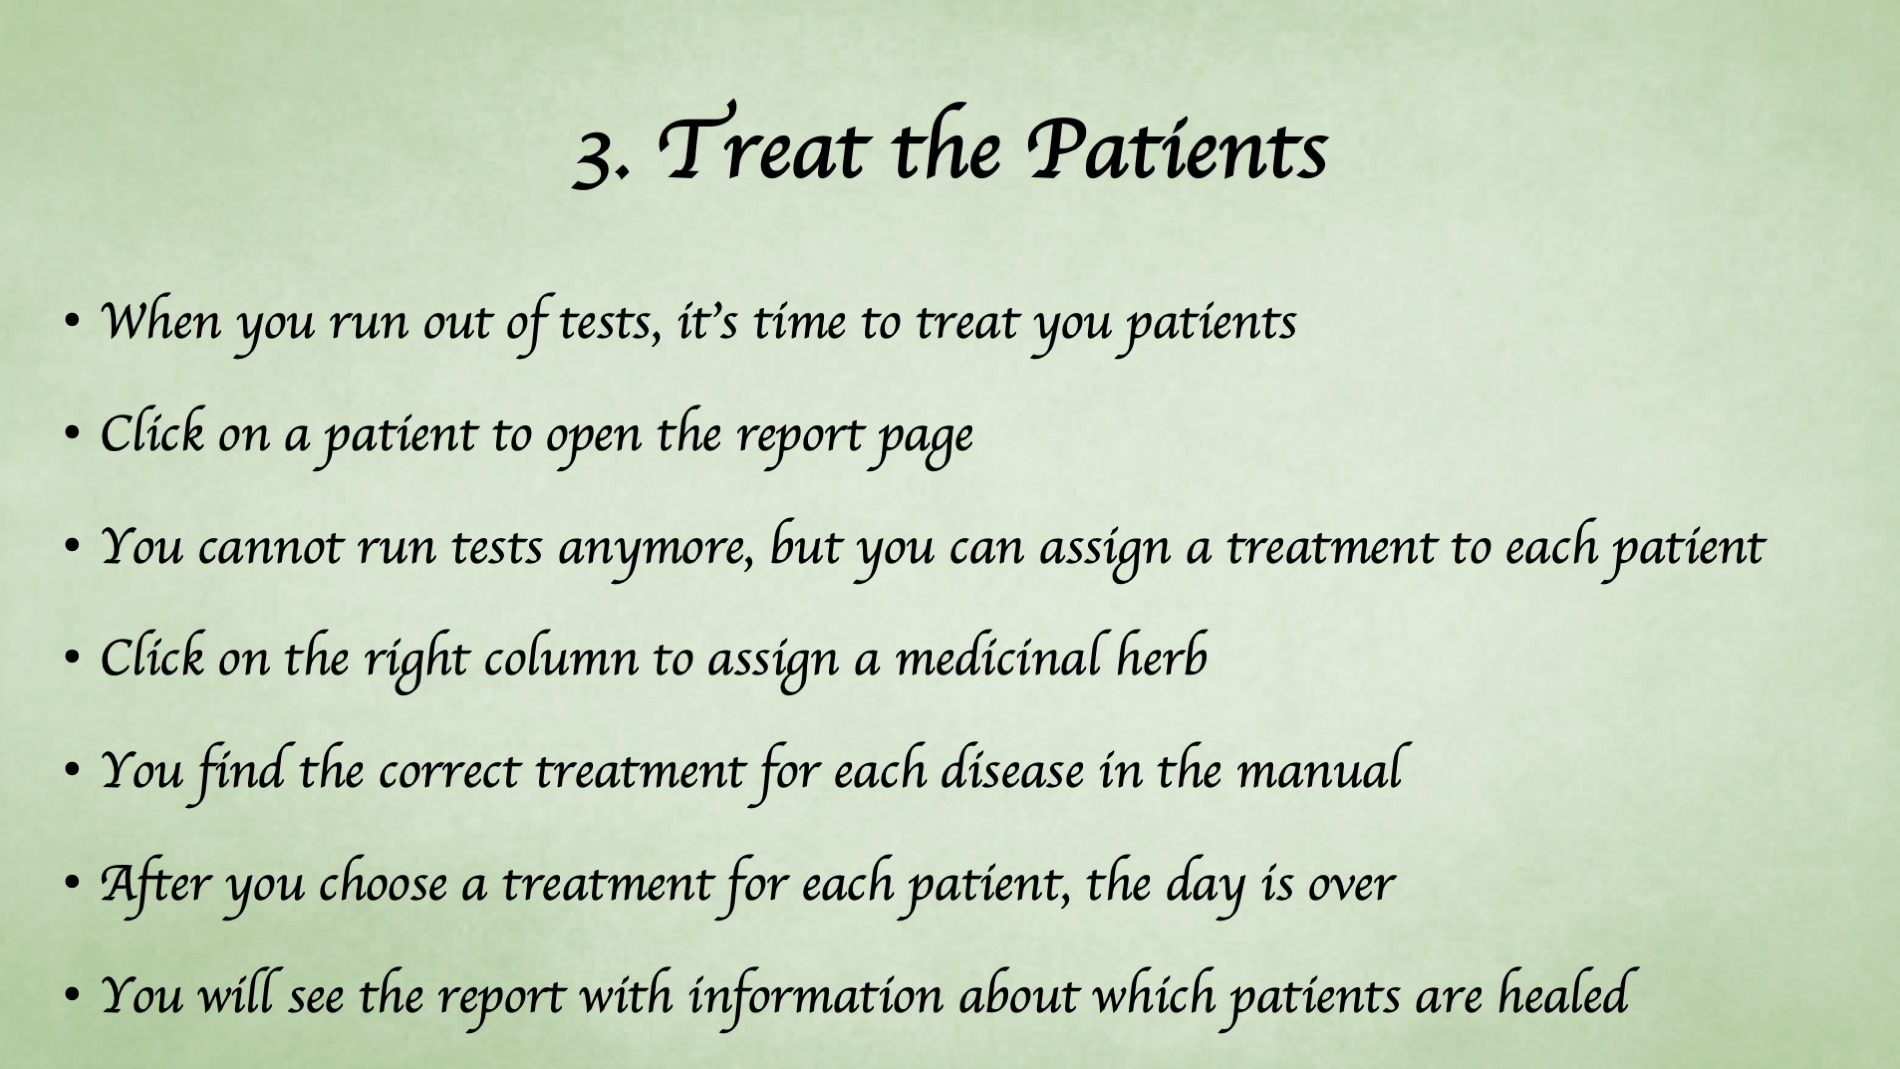 3. Treat the Patients
• When you run out of tests, it's time to treat you patients
• Click on a patient to open the report page
• You cannot run tests anymore, but you can assign a treatment to each patient
• Click on the right column to assign a medicinal herb
• You find the correct treatment for each disease in the manual
• After you choose a treatment for each patient, the day is over
• You will see the report with information about which patients are healed